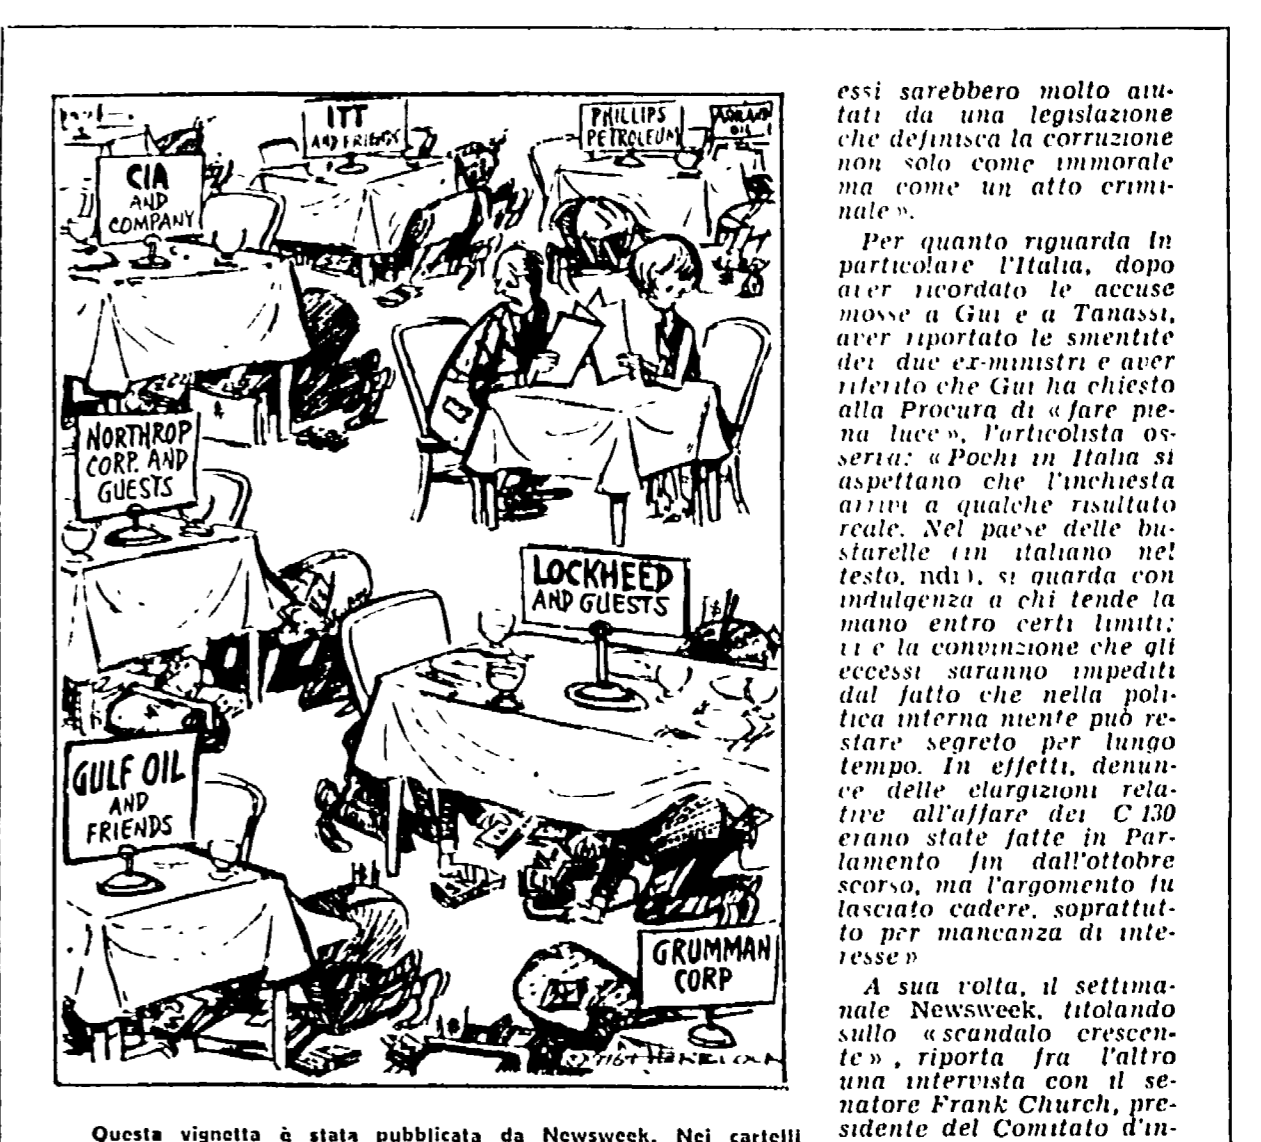 ITT
AND FRIENDS
PHILLIPS
PETROLEUM
OIL
CIA
AND
COMPANY
NORTHROP
CORP. AND
GUESTS
LOCKHEED
AND GUESTS
GULF OIL
AND
FRIENDS
GRUMMAN
CORP
Questa vignetta è stata pubblicata da Newsweek. Nei cartelli
essi sarebbero molto aiu-
tati da una legislazione
che definisca la corruzione
non solo come immorale
ma come un atto crimi-
nale».
Per quanto riguarda in
particolare l'Italia, dopo
aver ricordato le accuse
mosse a Gui e a Tanassi,
aver riportato le smentite
dei due ex-ministri e aver
riferito che Gui ha chiesto
alla Procura di «fare pie-
na luce», l'articolista os-
serva: «Pochi in Italia si
aspettano che l'inchiesta
arrivi a qualche risultato
reale. Nel paese delle bu-
starelle (in italiano nel
testo, ndr), si guarda con
indulgenza a chi tende la
mano entro certi limiti;
vi è la convinzione che gli
eccessi saranno impediti
dal fatto che nella poli-
tica interna niente può re-
stare segreto per lungo
tempo. In effetti, denun-
ce delle elargizioni rela-
tive all'affare dei C 130
erano state fatte in Par-
lamento fin dall'ottobre
scorso, ma l'argomento fu
lasciato cadere, soprattut-
to per mancanza di inte-
resse»
A sua volta, il settima-
nale Newsweek, titolando
sullo «scandalo crescen-
te», riporta fra l'altro
una intervista con il se-
natore Frank Church, pre-
sidente del Comitato d'in-